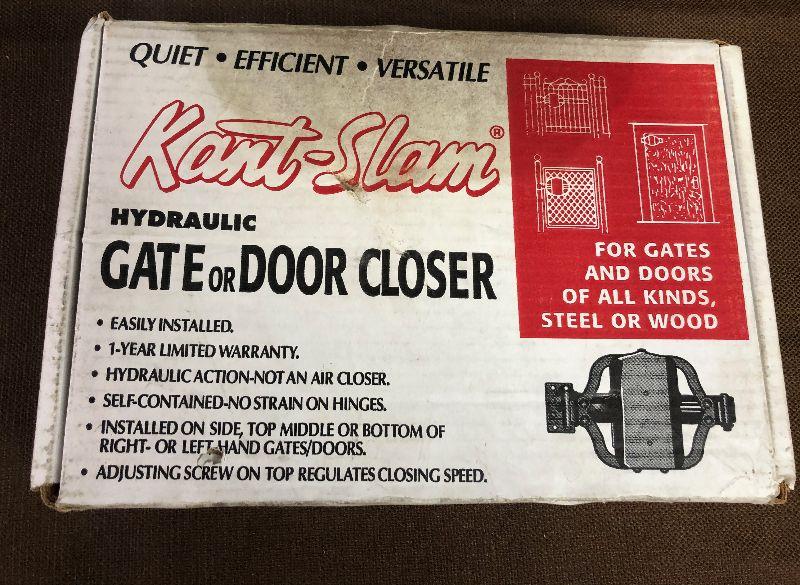 QUIET • EFFICIENT • VERSATILE
Kant-Slam®
HYDRAULIC
GATE OR DOOR CLOSER
• EASILY INSTALLED.
• 1-YEAR LIMITED WARRANTY.
• HYDRAULIC ACTION-NOT AN AIR CLOSER.
• SELF-CONTAINED-NO STRAIN ON HINGES.
• INSTALLED ON SIDE, TOP MIDDLE OR BOTTOM OF
RIGHT- OR LEFT-HAND GATES/DOORS.
• ADJUSTING SCREW ON TOP REGULATES CLOSING SPEED.
FOR GATES
AND DOORS
OF ALL KINDS,
STEEL OR WOOD